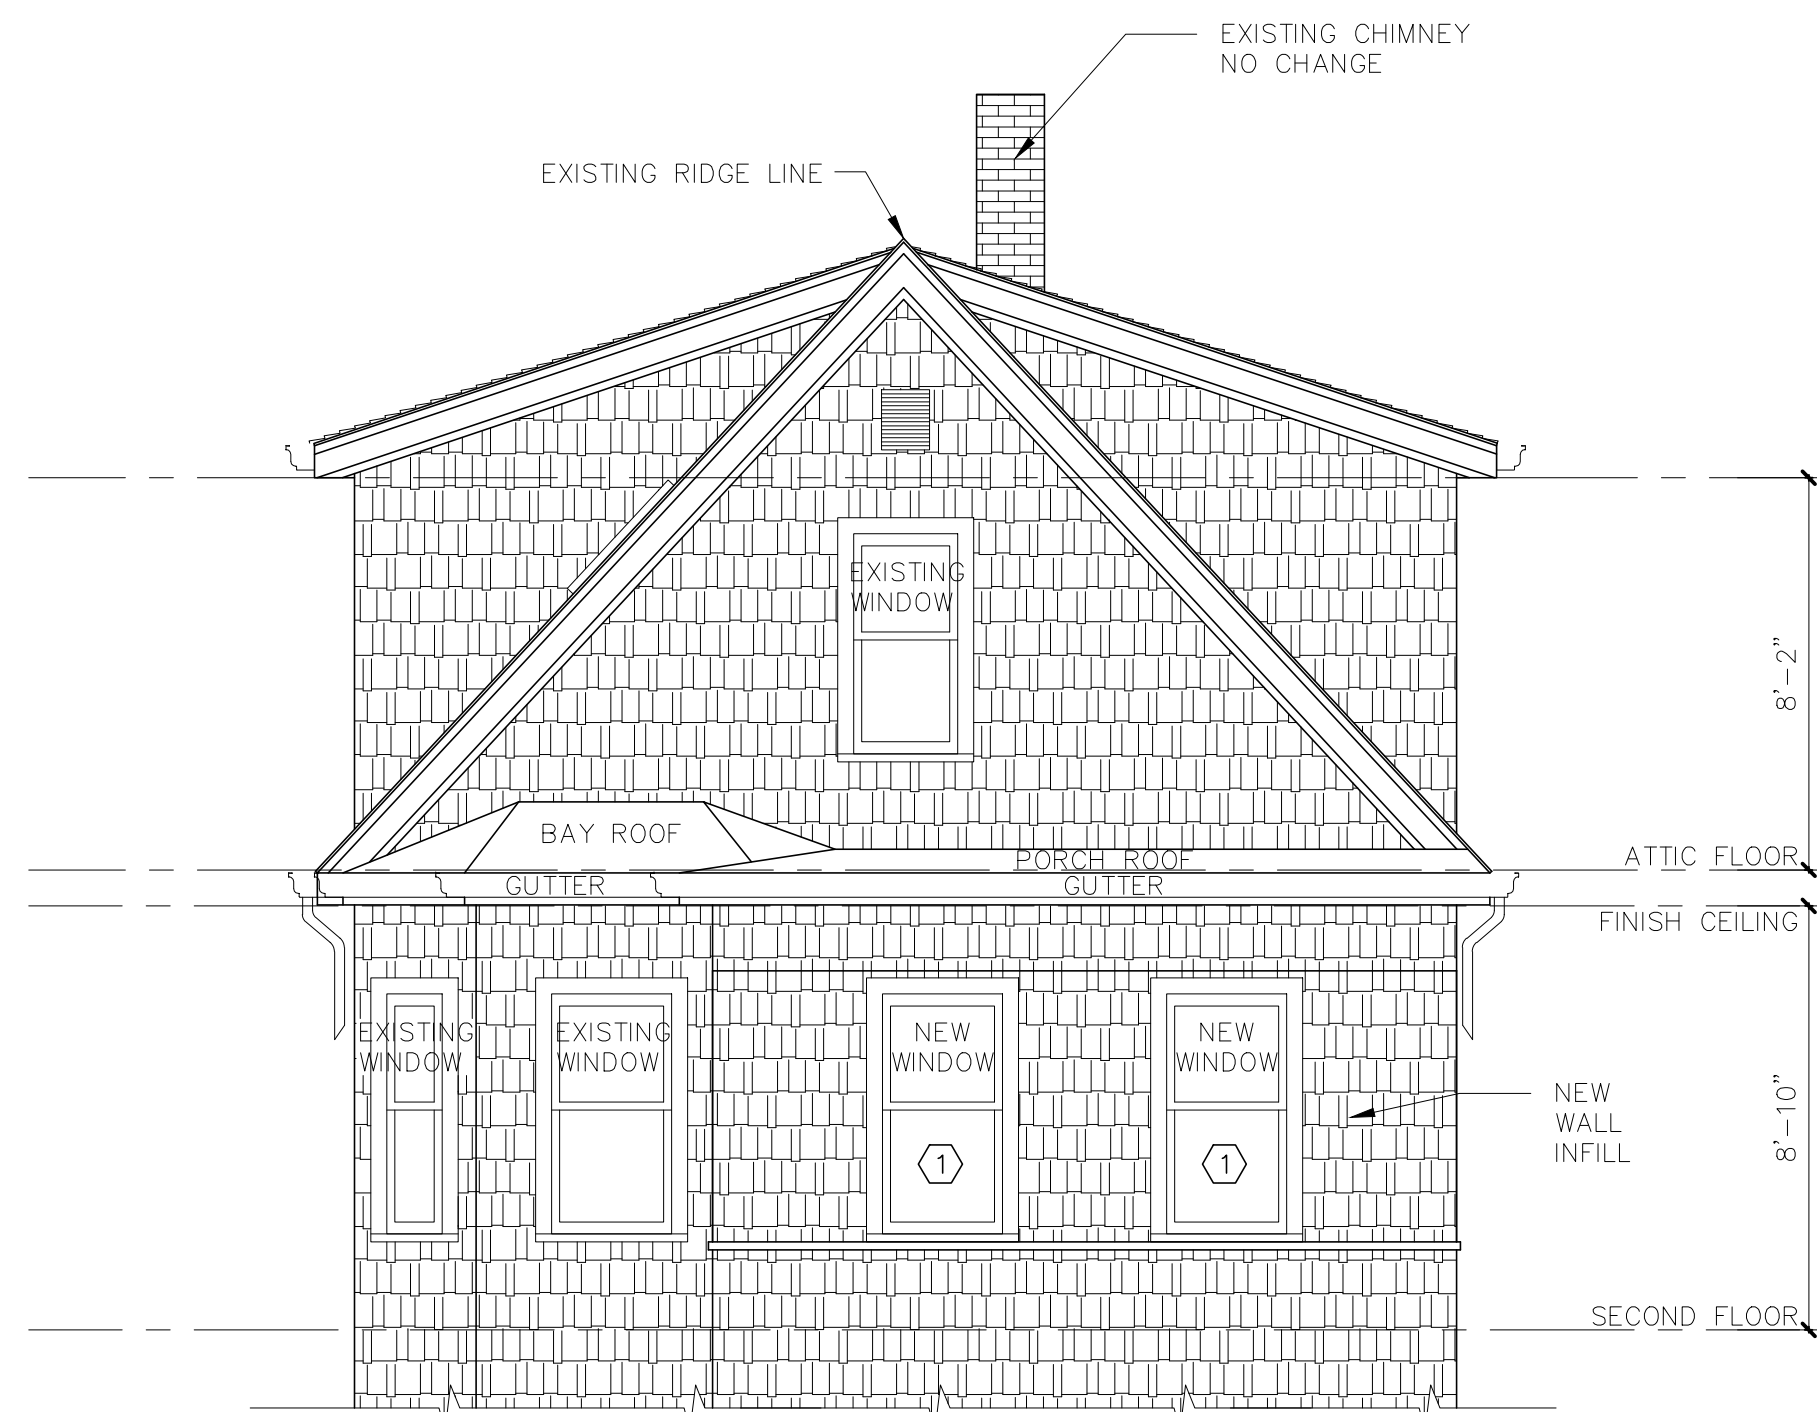 EXISTING CHIMNEY
NO CHANGE
EXISTING RIDGE LINE
EXISTING
WINDOW
8'-2"
BAY ROOF
PORCH ROOF
ATTIC FLOOR
GUTTER
GUTTER
FINISH CEILING
EXISTING
WINDOW
EXISTING
WINDOW
NEW
WINDOW
NEW
WINDOW
NEW
WALL
INFILL
8'-10"
1
1
SECOND FLOOR